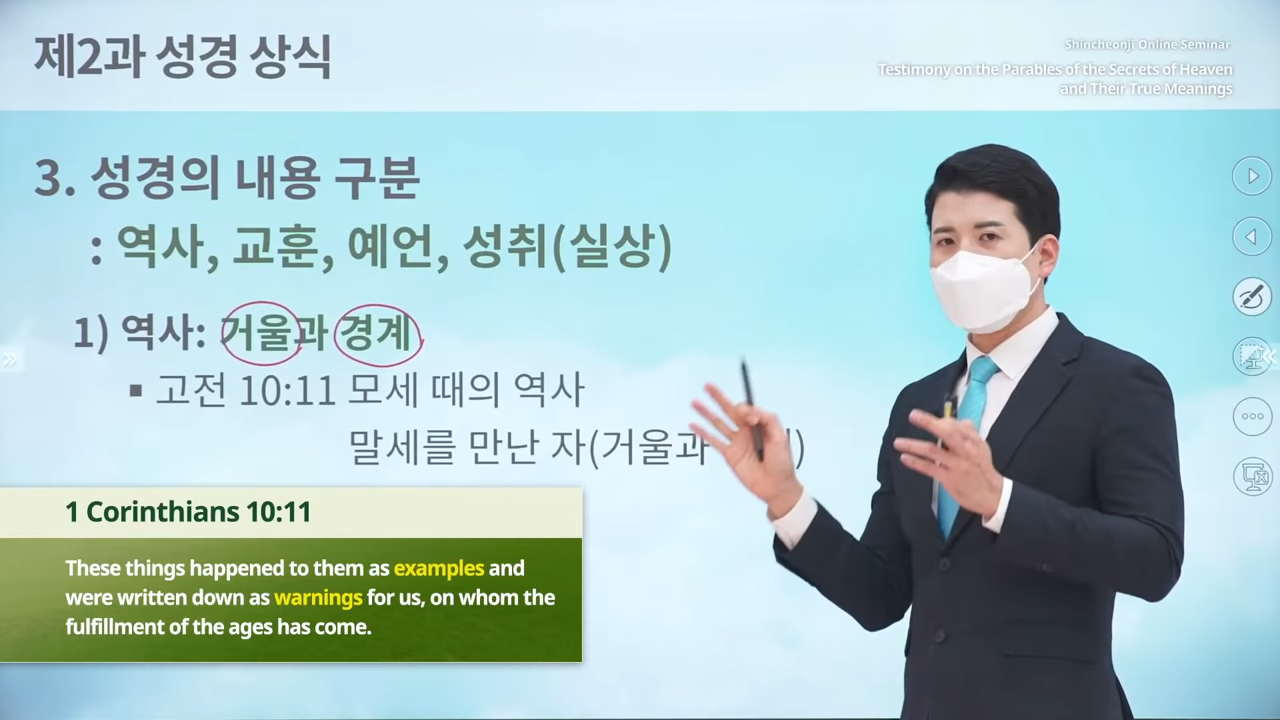 제2과 성경 상식
Shincheonji Online Seminar
Testimony on the Parables of the Secrets of Heaven
and Their True Meanings
3. 성경의 내용 구분
: 역사, 교훈, 예언, 성취(실상)
1) 역사: 거울과 경계
▪ 고전 10:11 모세 때의 역사
말세를 만난 자(거울과 )
1 Corinthians 10:11
These things happened to them as examples and
were written down as warnings for us, on whom the
fulfillment of the ages has come.